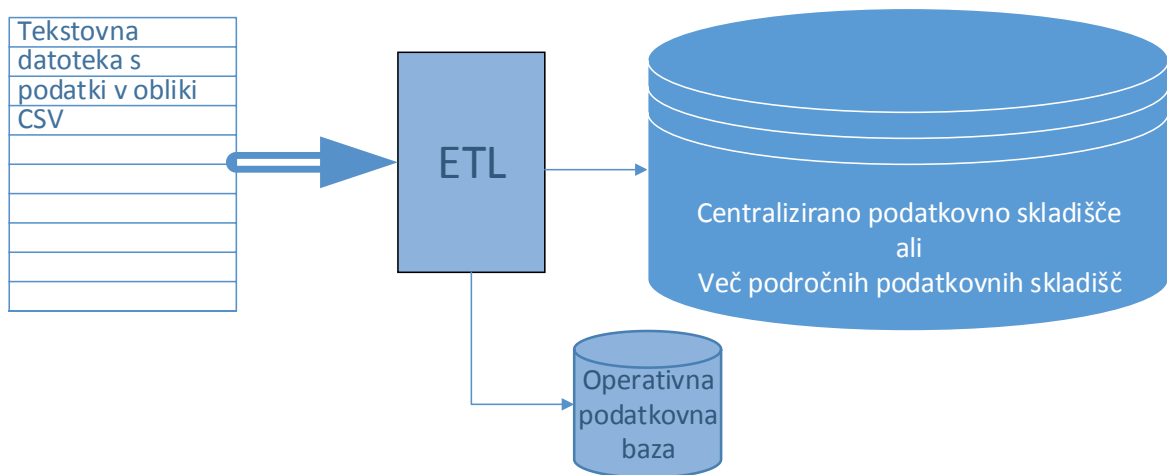 Tekstovna
datoteka s
podatki v obliki
CSV
ETL
Centralizirano podatkovno skladišče
ali
Več področnih podatkovnih skladišč
Operativna
podatkovna
baza